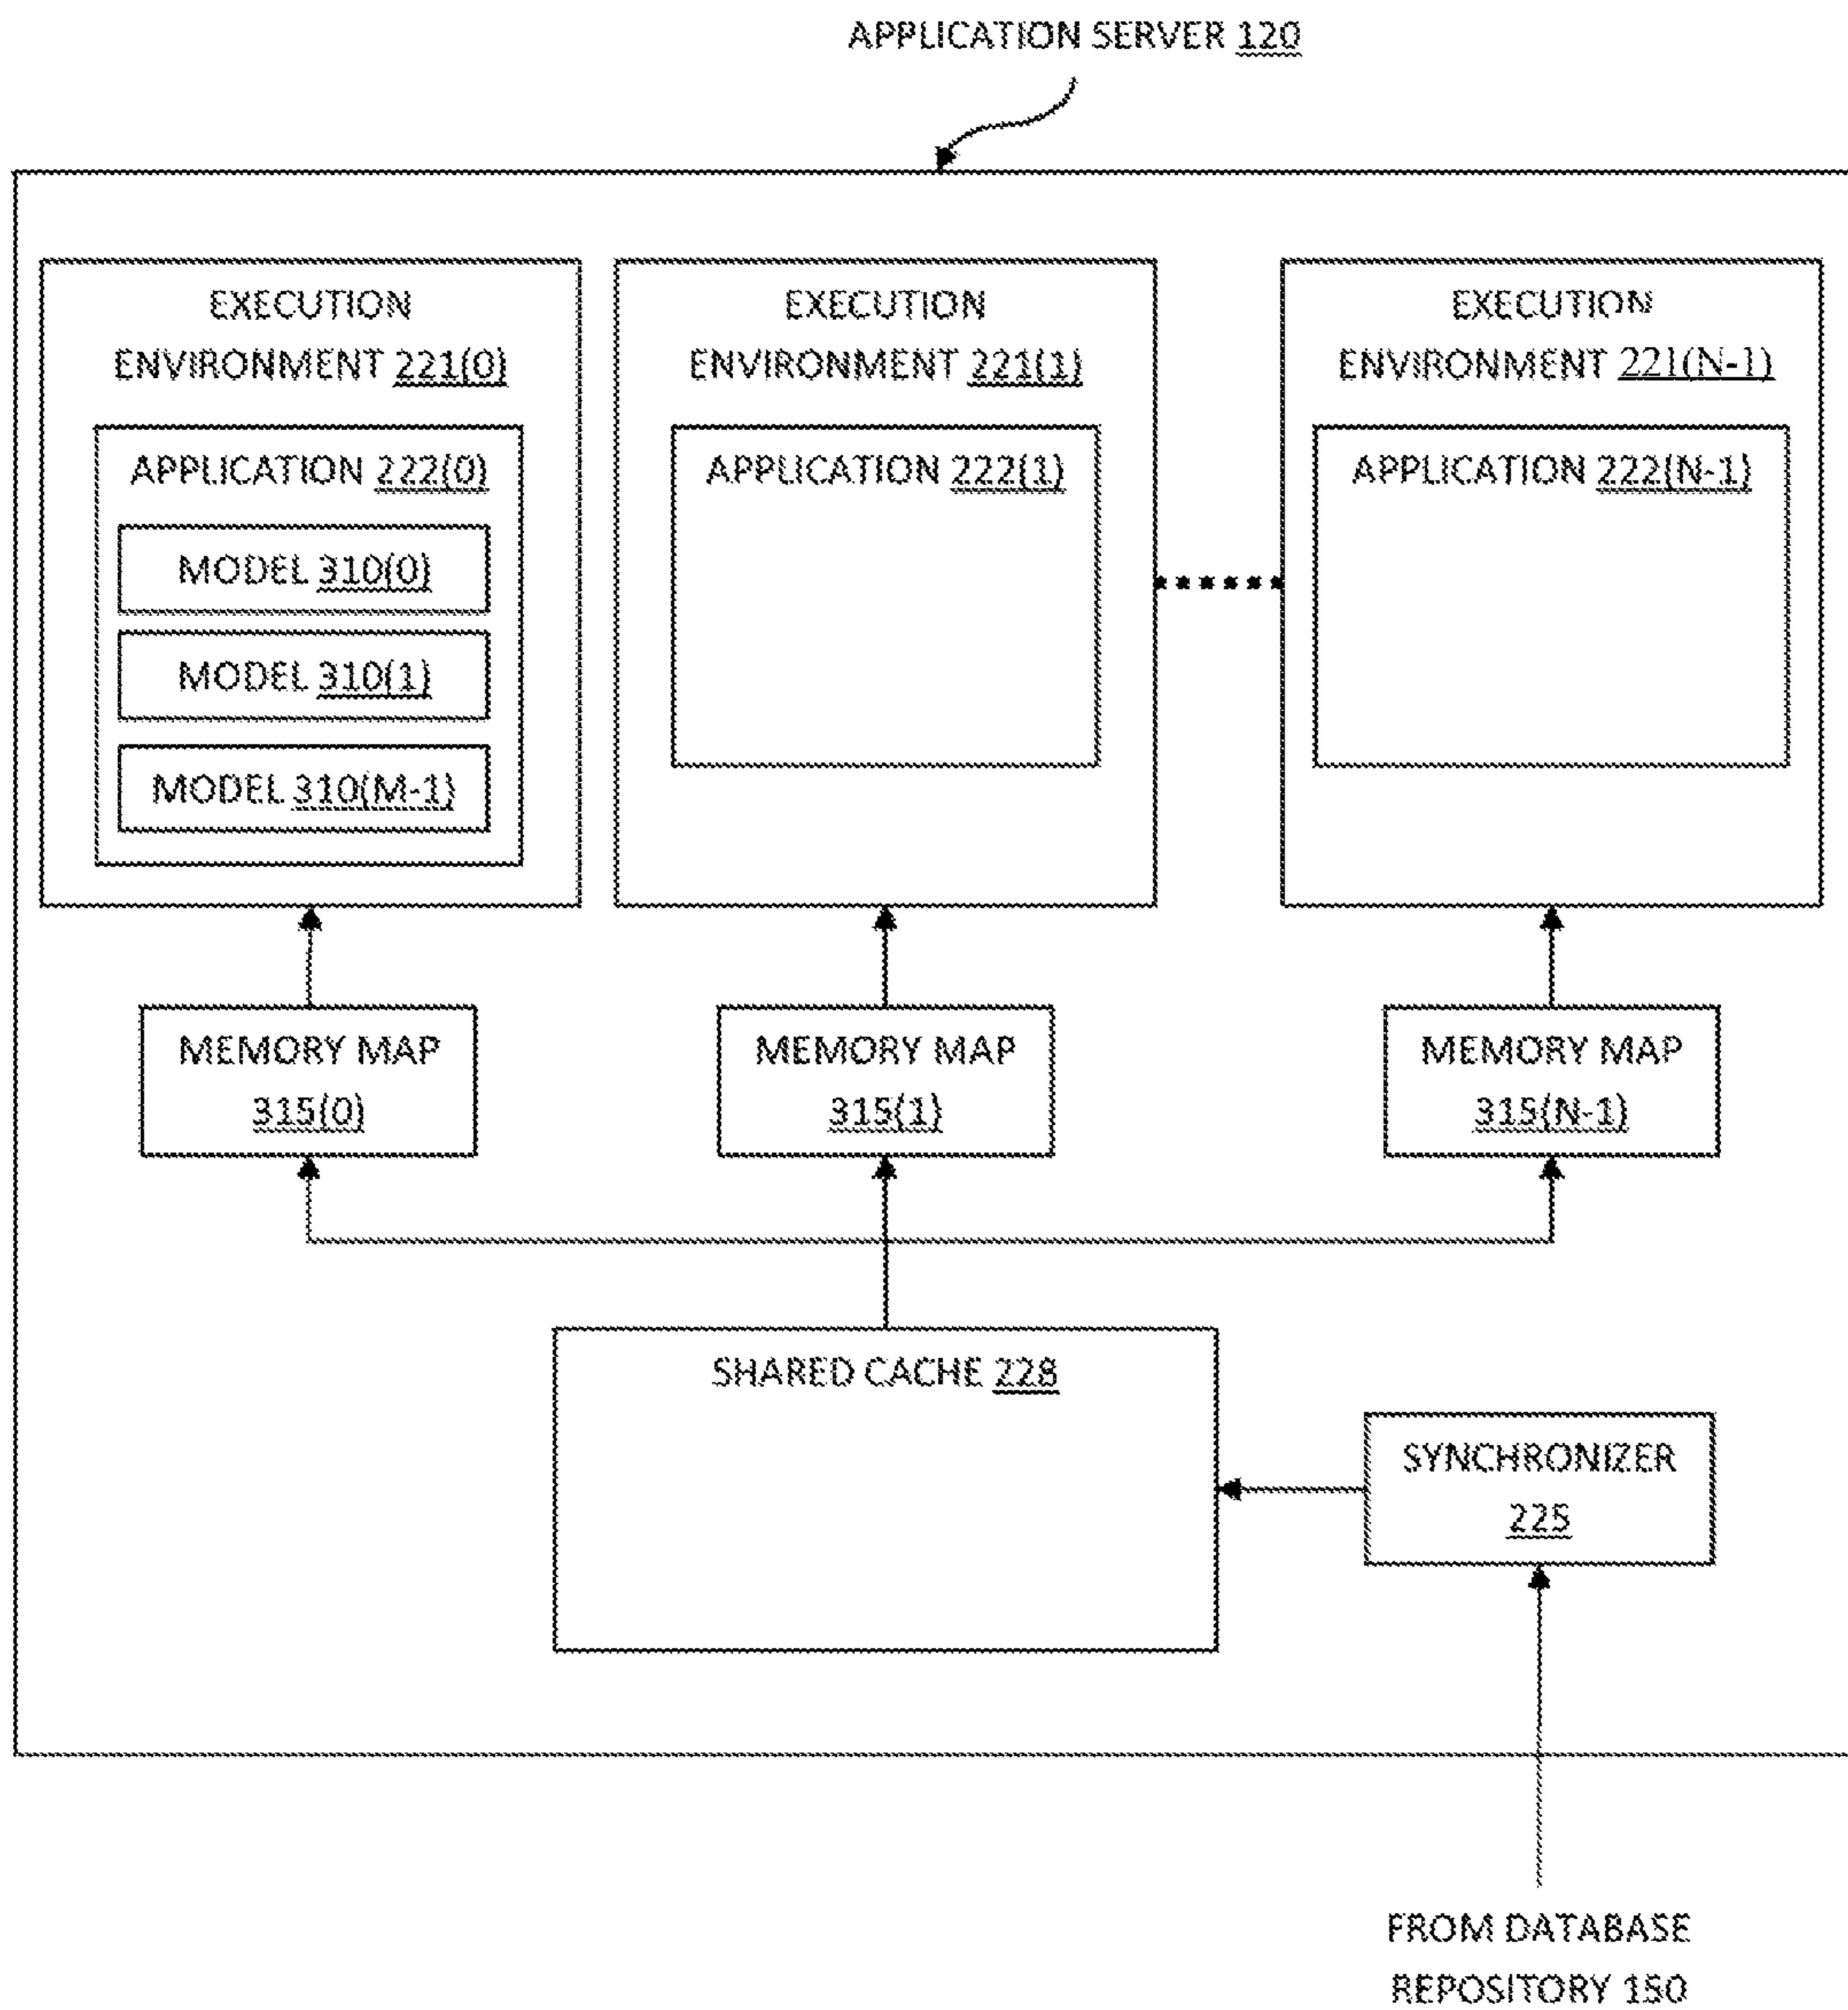 APPLICATION SERVER 120
EXECUTION
ENVIRONMENT 221(0)
APPLICATION 222(0)
MODEL 310(0)
MODEL 310(1)
MODEL 310(M-1)
EXECUTION
ENVIRONMENT 221(1)
APPLICATION 222(1)
EXECUTION
ENVIRONMENT 221(N-1)
APPLICATION 222(N-1)
MEMORY MAP
315(0)
MEMORY MAP
315(1)
MEMORY MAP
315(N-1)
SHARED CACHE 228
SYNCHRONIZER
225
FROM DATABASE
REPOSITORY 150